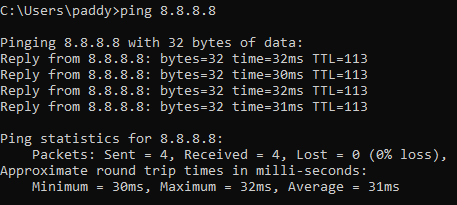 C:\Users\paddy>ping 8.8.8.8
Pinging 8.8.8.8 with 32 bytes of data:
Reply from 8.8.8.8: bytes=32 time=32ms TTL=113
Reply from 8.8.8.8: bytes=32 time=30ms TTL=113
Reply from 8.8.8.8: bytes=32 time=32ms TTL=113
Reply from 8.8.8.8: bytes=32 time=31ms TTL=113
Ping statistics for 8.8.8.8:
Packets: Sent = 4, Received = 4, Lost = 0 (0% loss),
Approximate round trip times in milli-seconds:
Minimum = 30ms, Maximum = 32ms, Average = 31ms